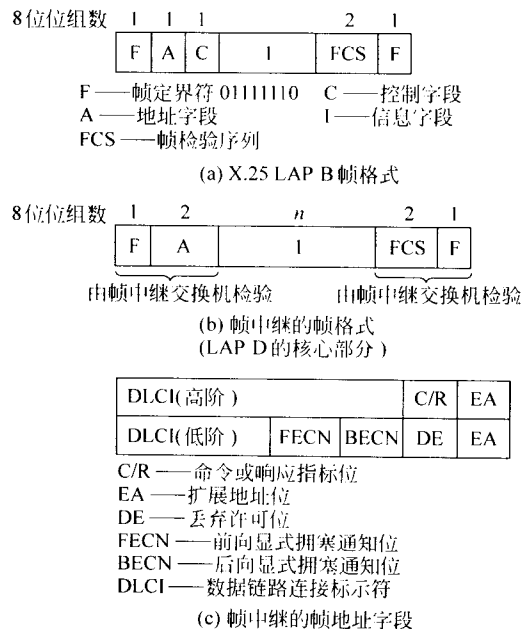 8位位组数 1 1 1 2 1
F A C I FCS F
F——帧定界符 01111110 C——控制字段
A——地址字段 I——信息字段
FCS——帧检验序列
(a) X.25 LAP B帧格式
8位位组数 1 2 n 2 1
F A I FCS F
由帧中继交换机检验 由帧中继交换机检验
(b) 帧中继的帧格式
(LAP D的核心部分)
DLCI(高阶) C/R EA
DLCI(低阶) FECN BECN DE EA
C/R——命令或响应指标位
EA——扩展地址位
DE——丢弃许可位
FECN——前向显式拥塞通知位
BECN——后向显式拥塞通知位
DLCI——数据链路连接标示符
(c) 帧中继的帧地址字段